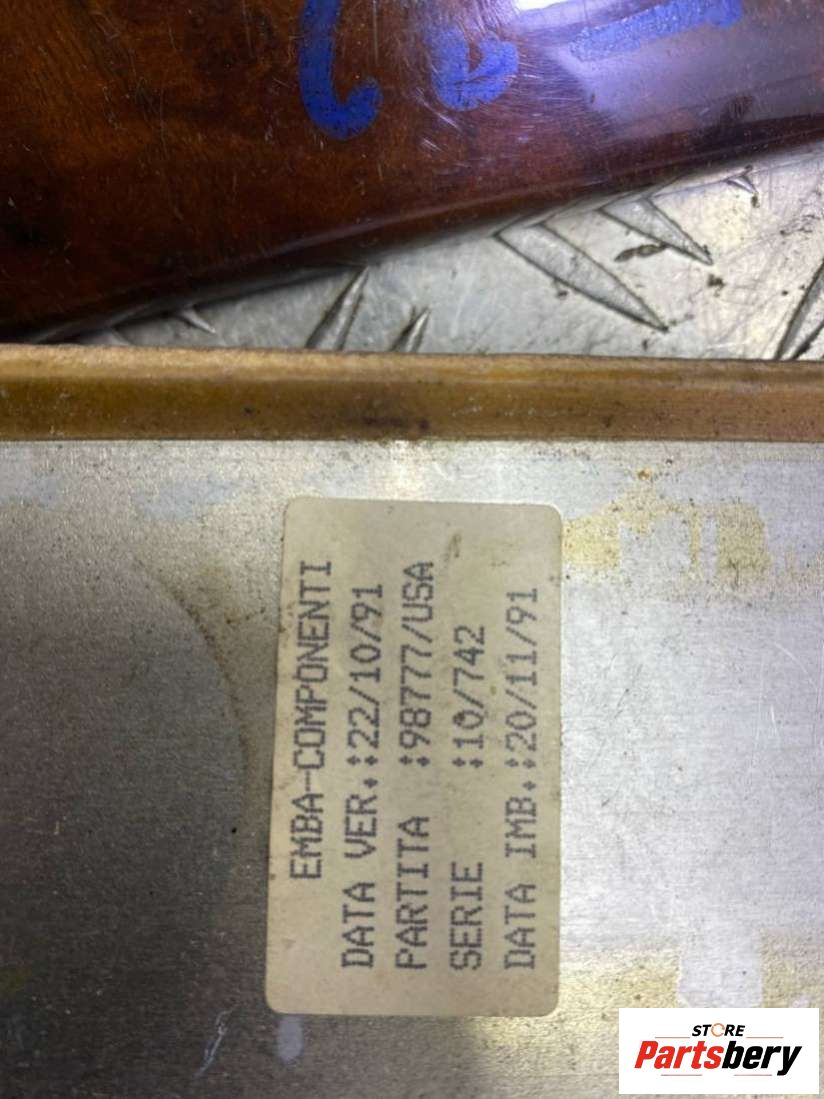 EMBA-COMPONENTI
DATA VER.:22/10/91
PARTITA :98777/USA
SERIE :10/742
DATA IMB.:20/11/91
STORE
Partsbery